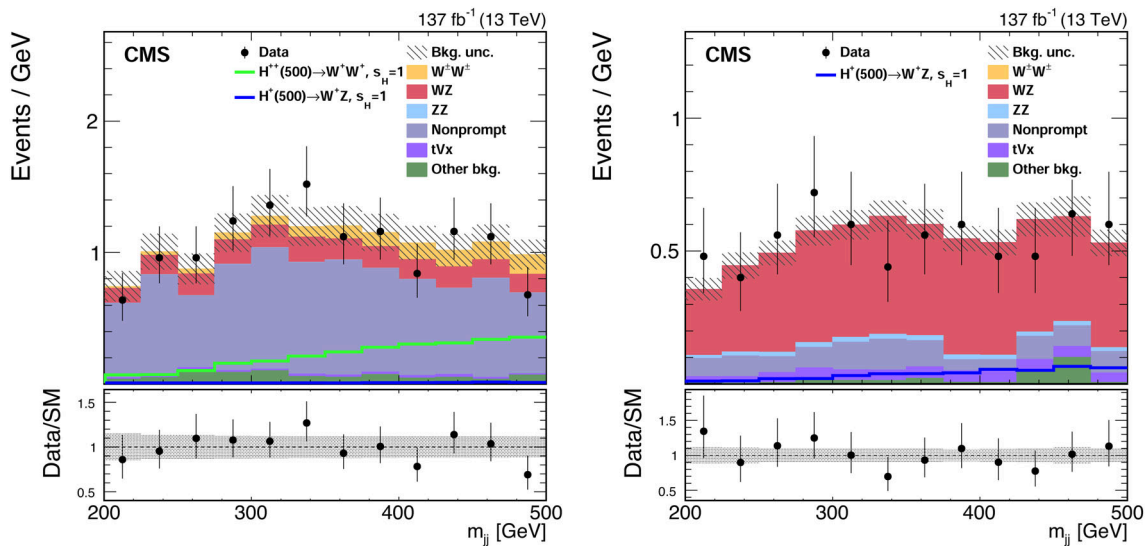 137 fb⁻¹ (13 TeV)
CMS
Data
H⁺⁺(500)→W⁺W⁺, s_H=1
H⁺(500)→W⁺Z, s_H=1
Bkg. unc.
W±W±
WZ
ZZ
Nonprompt
tVx
Other bkg.
Events / GeV
2
1
Data/SM
1.5
1
0.5
200
300
400
500
m_jj [GeV]
137 fb⁻¹ (13 TeV)
CMS
Data
H⁺(500)→W⁺Z, s_H=1
Bkg. unc.
W±W±
WZ
ZZ
Nonprompt
tVx
Other bkg.
Events / GeV
1
0.5
Data/SM
1.5
1
0.5
200
300
400
500
m_jj [GeV]